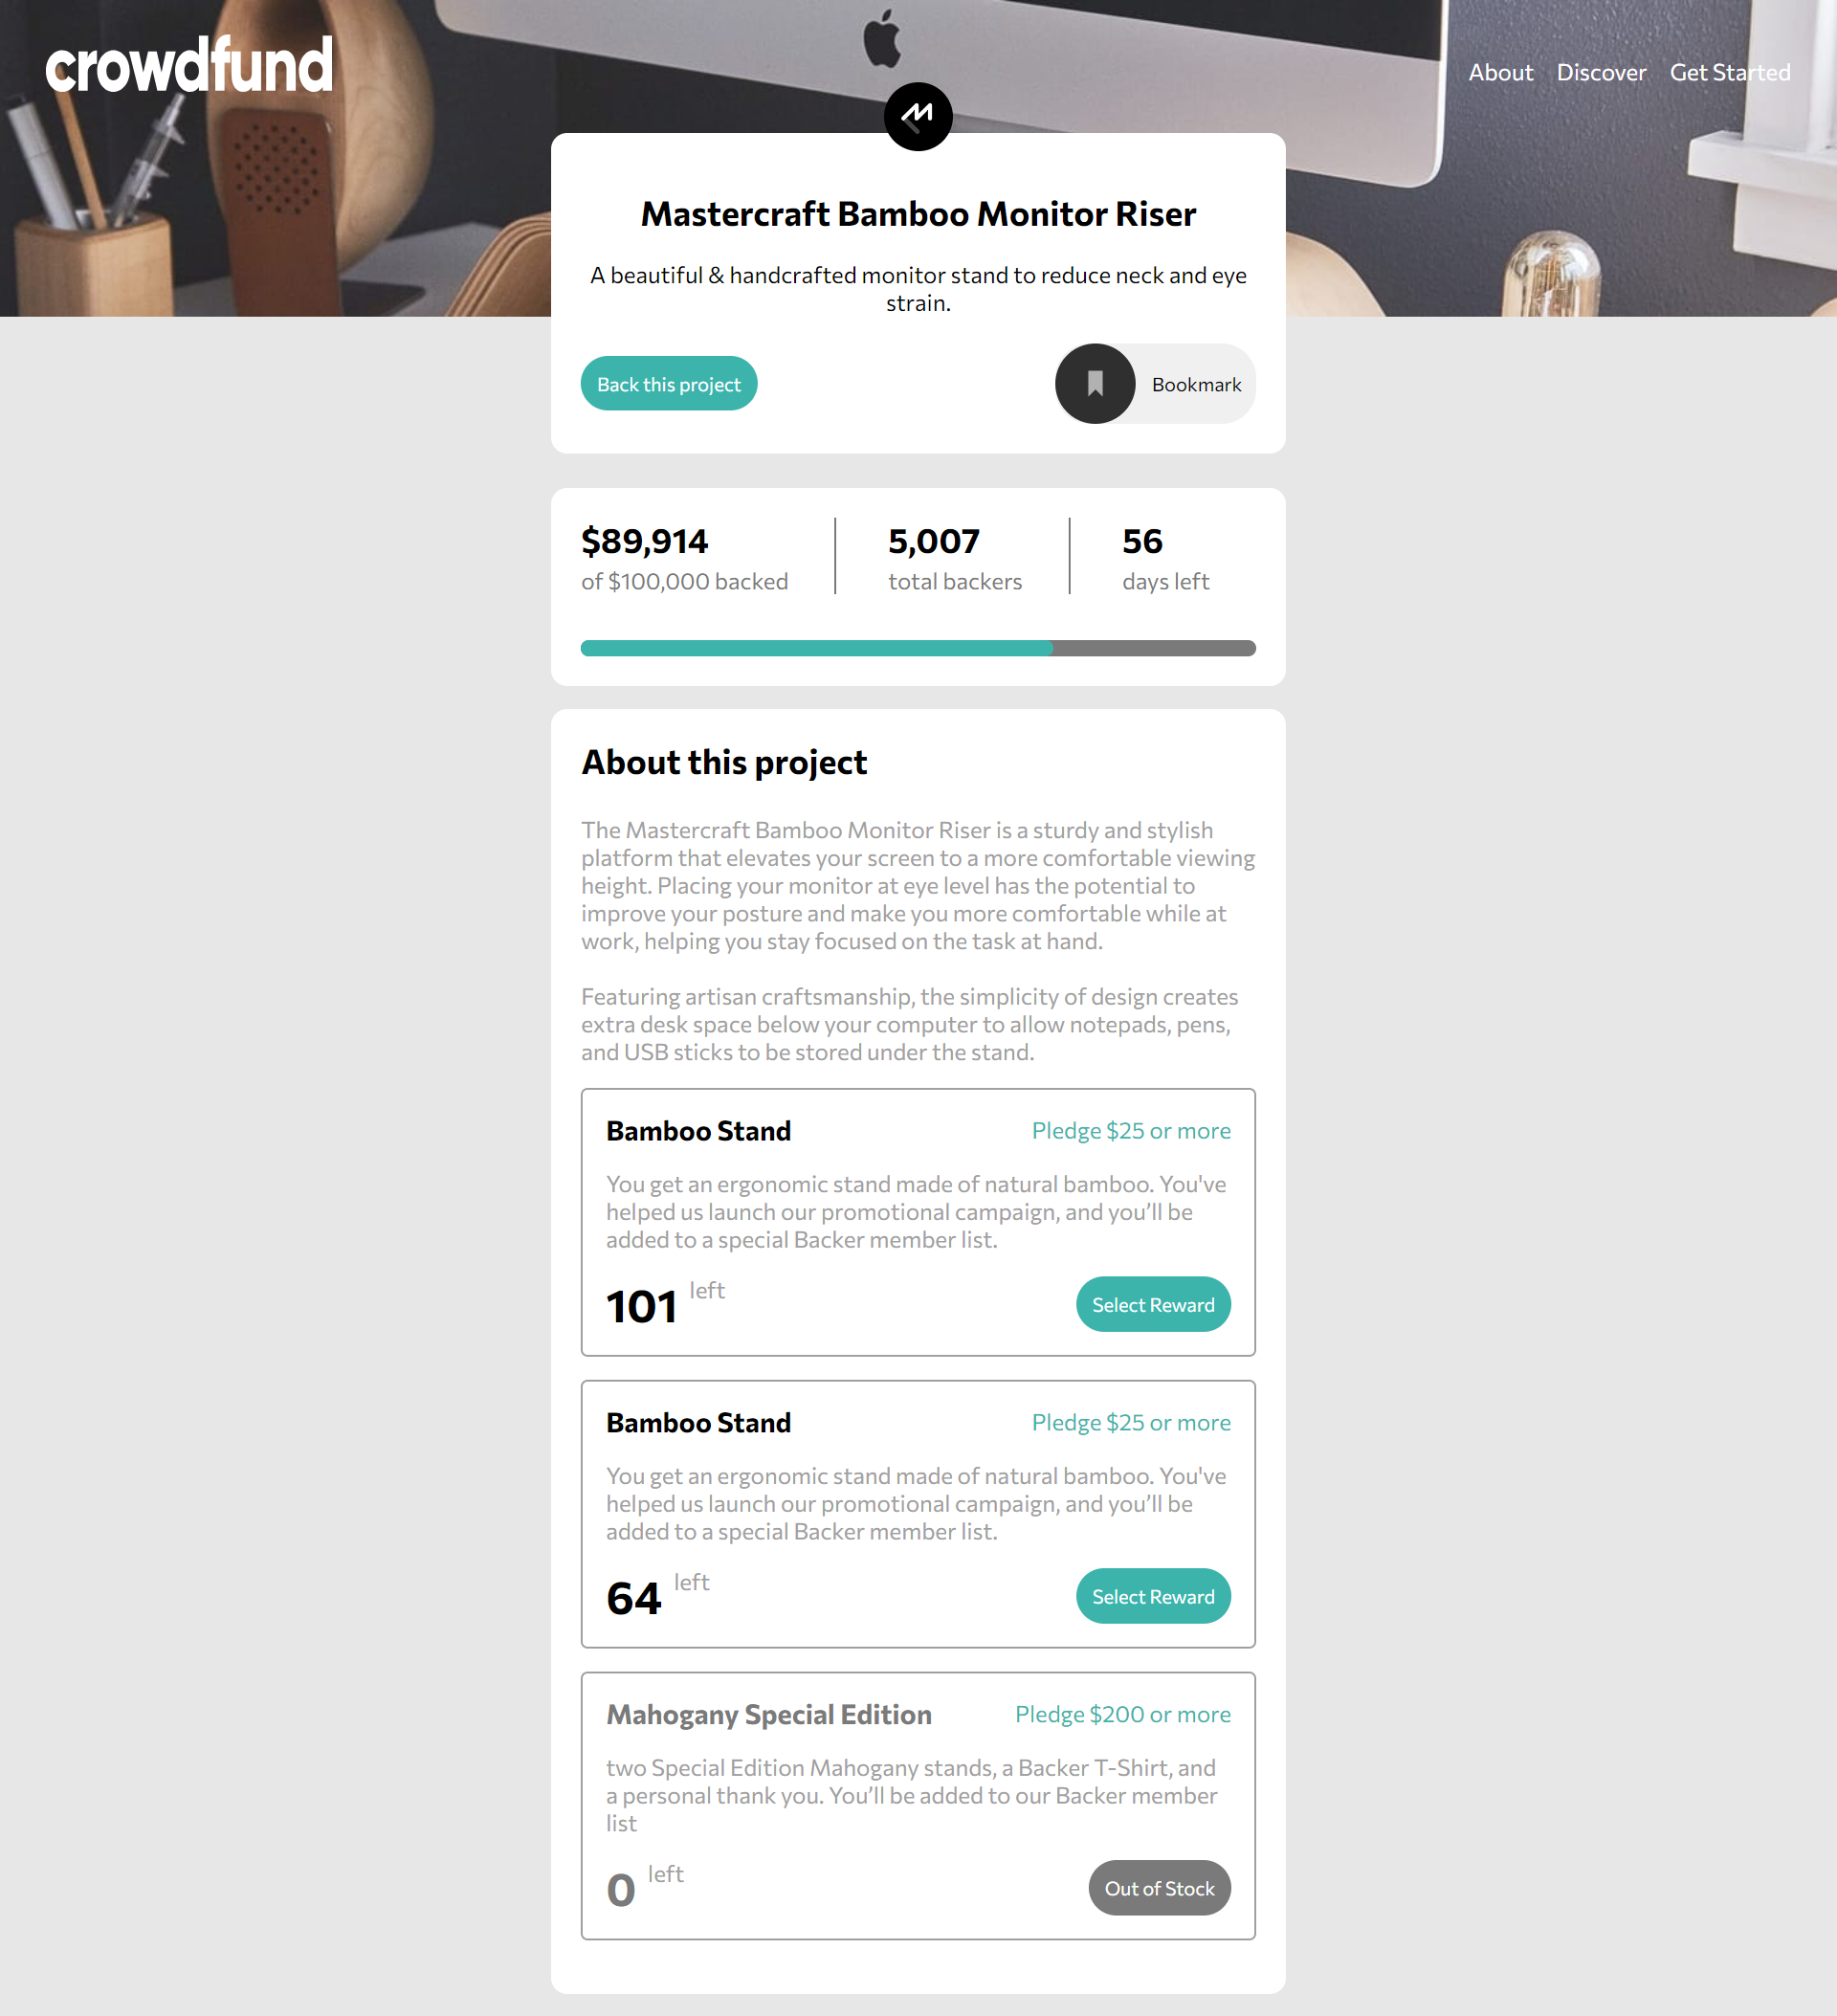 crowdfund
About Discover Get Started
Mastercraft Bamboo Monitor Riser
A beautiful & handcrafted monitor stand to reduce neck and eye
strain.
Back this project
Bookmark
$89,914
of $100,000 backed
5,007
total backers
56
days left
About this project
The Mastercraft Bamboo Monitor Riser is a sturdy and stylish
platform that elevates your screen to a more comfortable viewing
height. Placing your monitor at eye level has the potential to
improve your posture and make you more comfortable while at
work, helping you stay focused on the task at hand.
Featuring artisan craftsmanship, the simplicity of design creates
extra desk space below your computer to allow notepads, pens,
and USB sticks to be stored under the stand.
Bamboo Stand
Pledge $25 or more
You get an ergonomic stand made of natural bamboo. You've
helped us launch our promotional campaign, and you’ll be
added to a special Backer member list.
101 left
Select Reward
Bamboo Stand
Pledge $25 or more
You get an ergonomic stand made of natural bamboo. You've
helped us launch our promotional campaign, and you’ll be
added to a special Backer member list.
64 left
Select Reward
Mahogany Special Edition
Pledge $200 or more
two Special Edition Mahogany stands, a Backer T-Shirt, and
a personal thank you. You’ll be added to our Backer member
list
0 left
Out of Stock